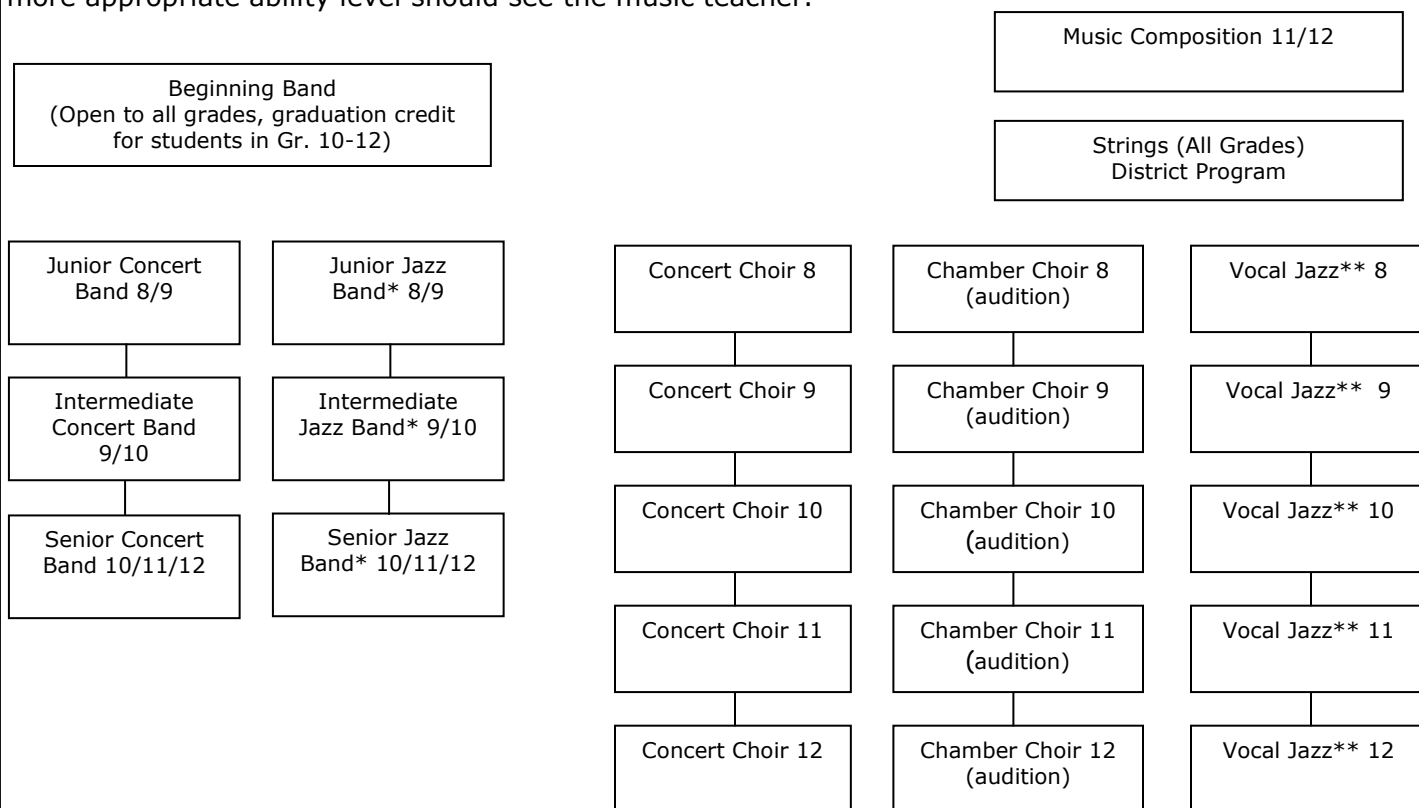 more appropriate ability level should see the music teacher.
Music Composition 11/12
Beginning Band
(Open to all grades, graduation credit
for students in Gr. 10-12)
Strings (All Grades)
District Program
Junior Concert
Band 8/9
Junior Jazz
Band* 8/9
Concert Choir 8
Chamber Choir 8
(audition)
Vocal Jazz** 8
Intermediate
Concert Band
9/10
Intermediate
Jazz Band* 9/10
Concert Choir 9
Chamber Choir 9
(audition)
Vocal Jazz** 9
Senior Concert
Band 10/11/12
Senior Jazz
Band* 10/11/12
Concert Choir 10
Chamber Choir 10
(audition)
Vocal Jazz** 10
Concert Choir 11
Chamber Choir 11
(audition)
Vocal Jazz** 11
Concert Choir 12
Chamber Choir 12
(audition)
Vocal Jazz** 12